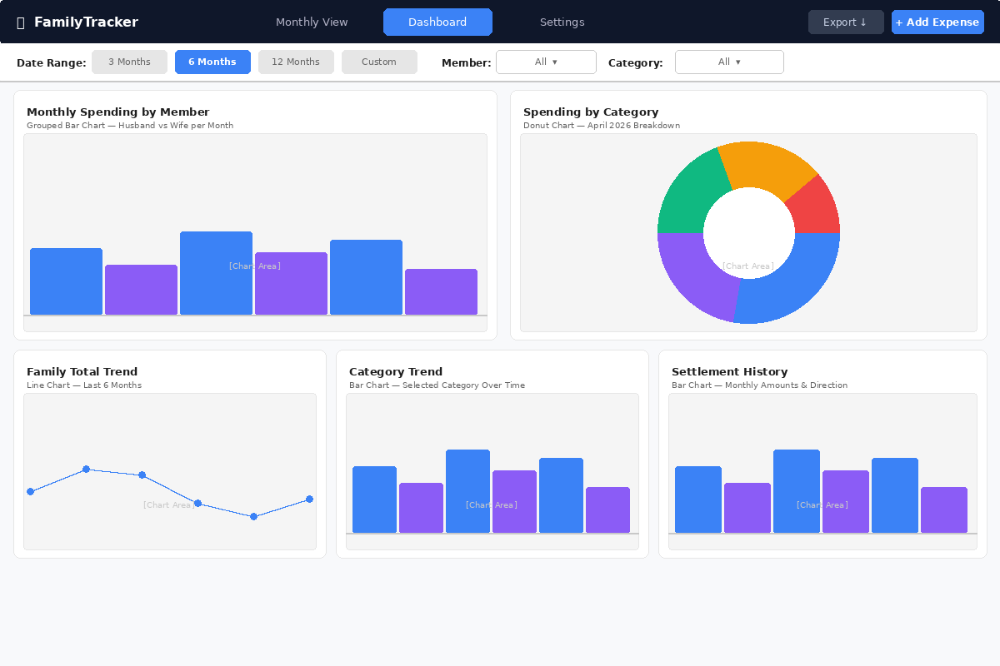 FamilyTracker
Monthly View
Dashboard
Settings
Export ↓
+ Add Expense
Date Range:
3 Months
6 Months
12 Months
Custom
Member:
All ▾
Category:
All ▾
Monthly Spending by Member
Grouped Bar Chart — Husband vs Wife per Month
[Chart Area]
Spending by Category
Donut Chart — April 2026 Breakdown
[Chart Area]
Family Total Trend
Line Chart — Last 6 Months
[Chart Area]
Category Trend
Bar Chart — Selected Category Over Time
[Chart Area]
Settlement History
Bar Chart — Monthly Amounts & Direction
[Chart Area]